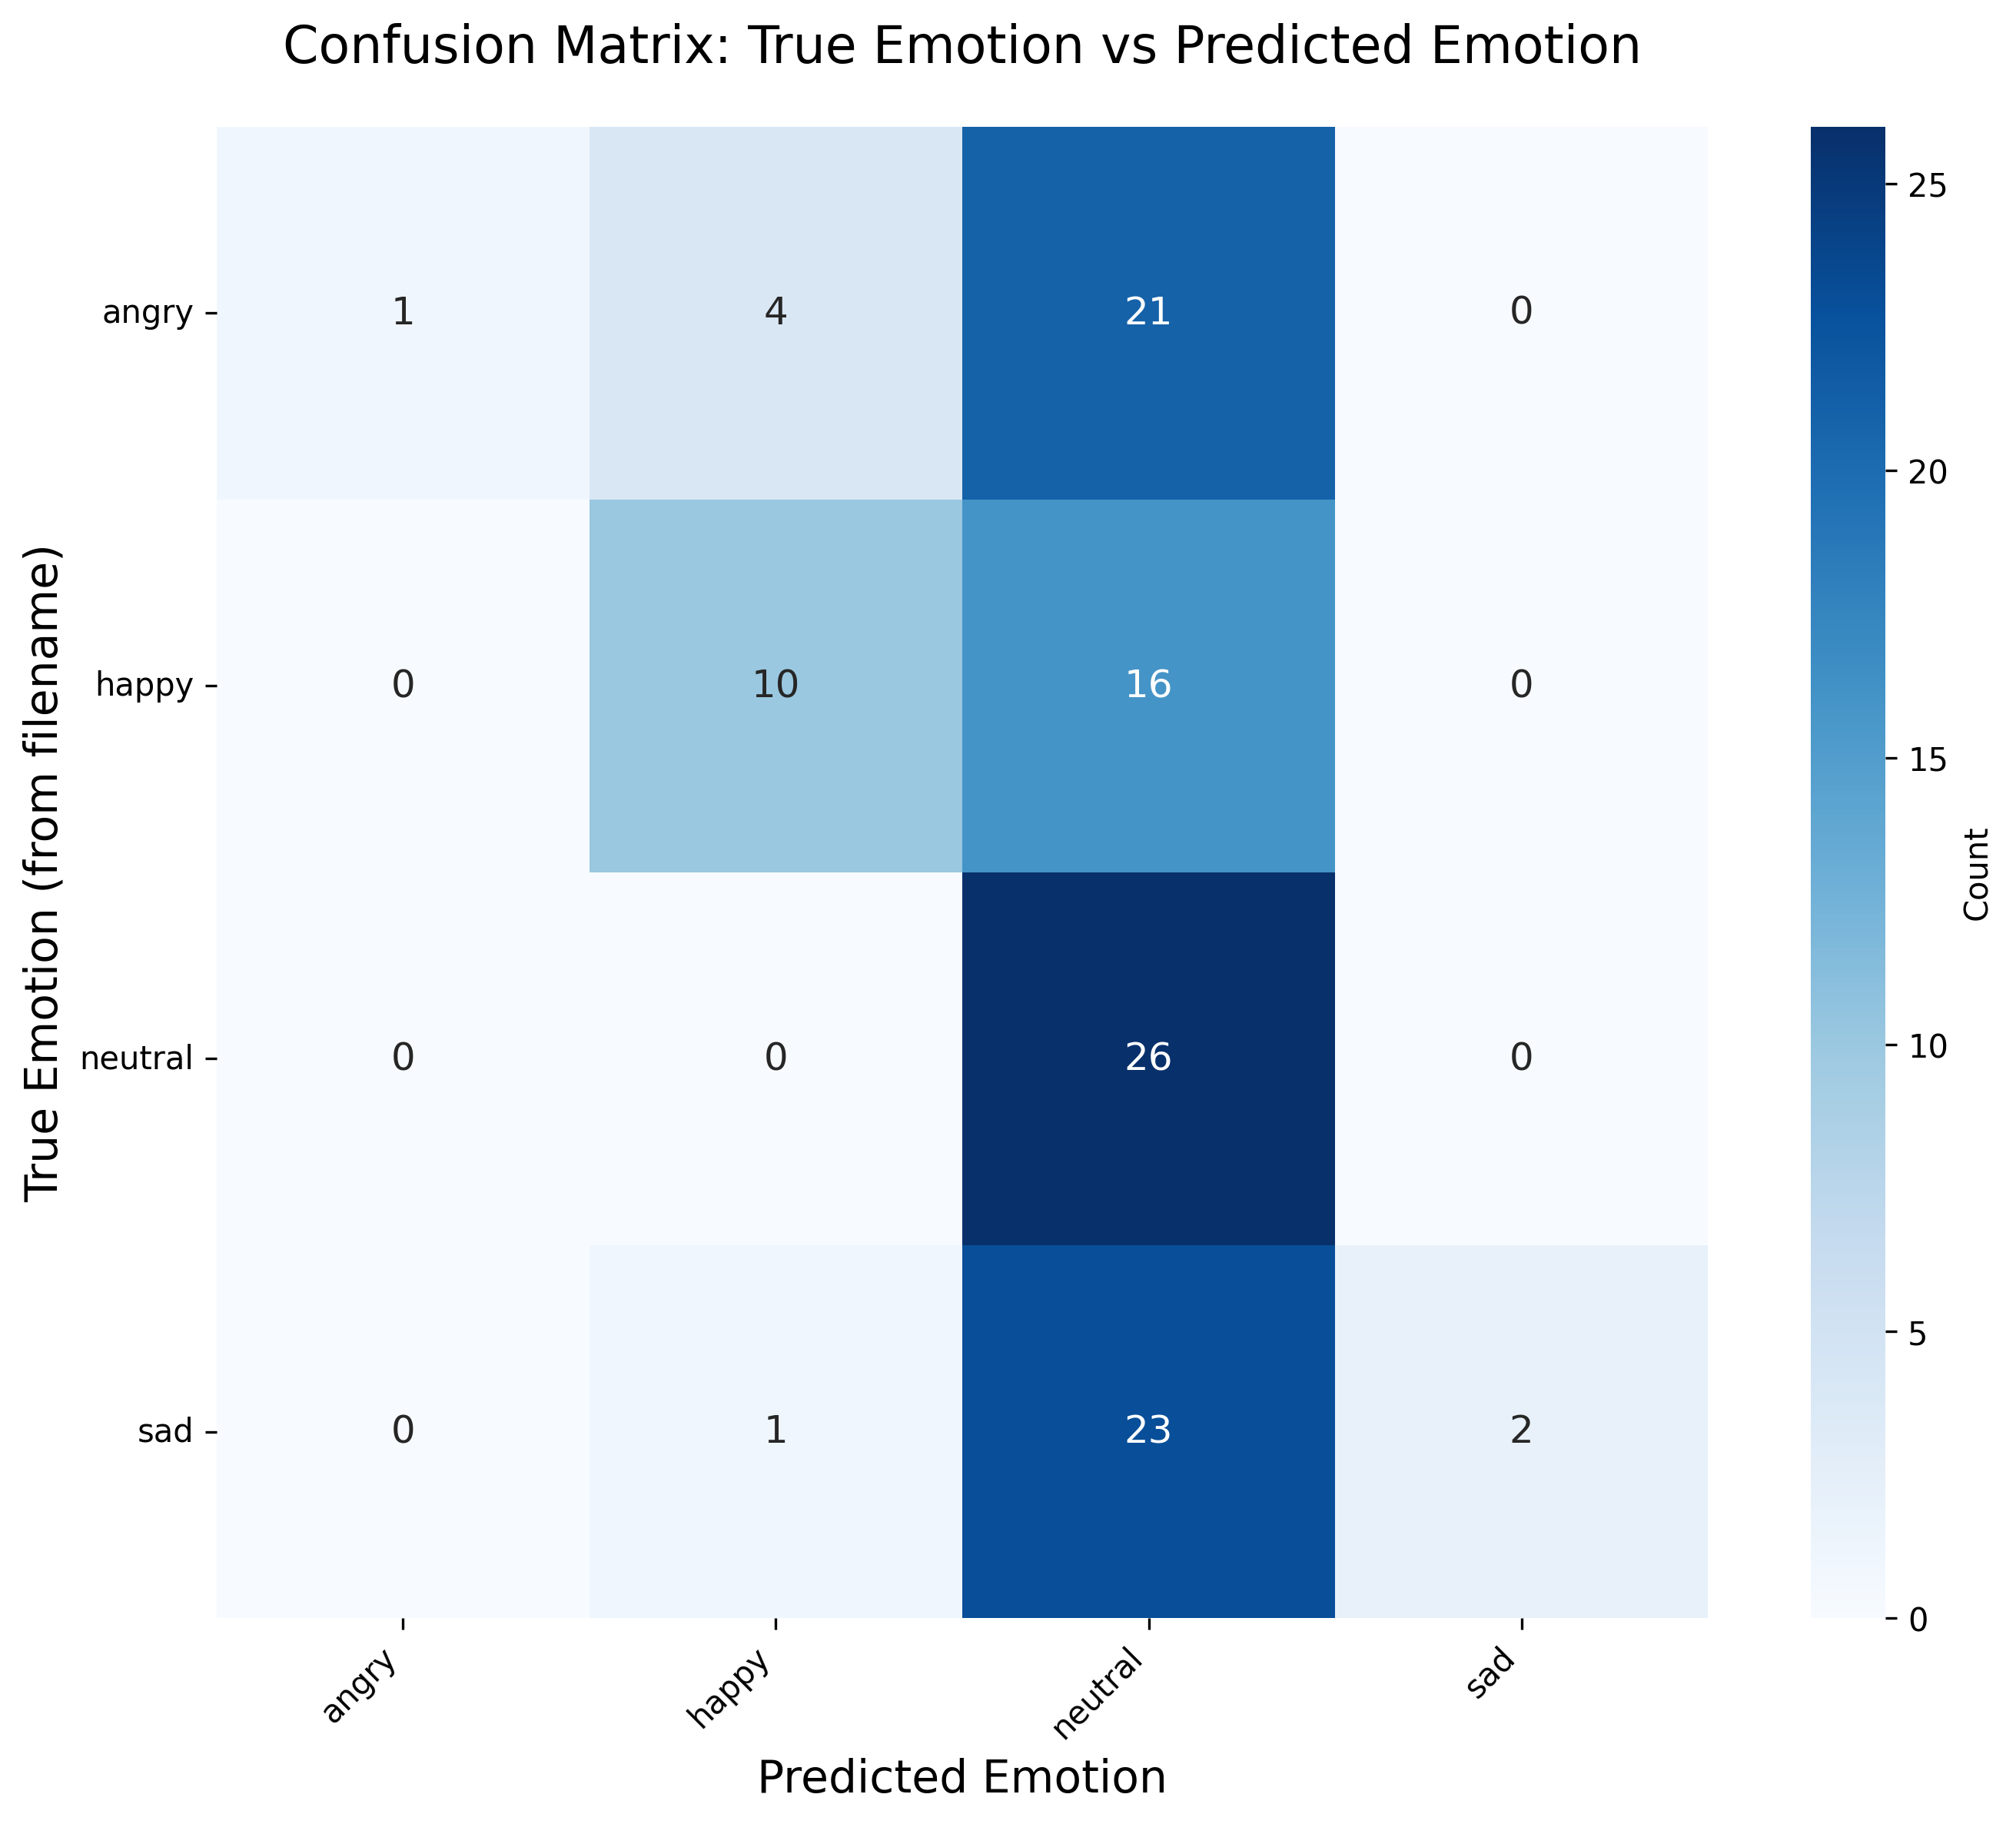 Confusion Matrix: True Emotion vs Predicted Emotion
True Emotion (from filename)
angry 1 4 21 0
happy 0 10 16 0
neutral 0 0 26 0
sad 0 1 23 2
angry happy neutral sad
Predicted Emotion
25
20
15
10
5
0
Count